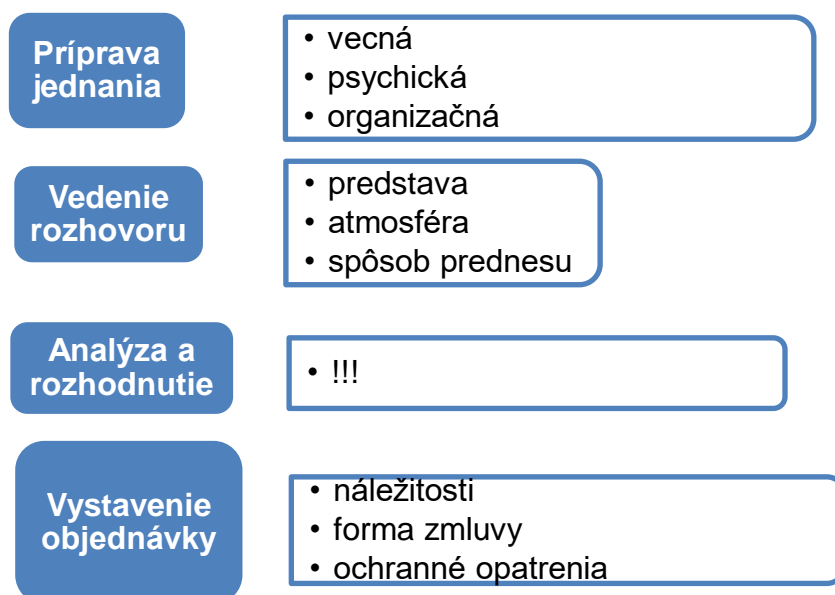 Príprava
jednania
• vecná
• psychická
• organizačná
Vedenie
rozhovoru
• predstava
• atmosféra
• spôsob prednesu
Analýza a
rozhodnutie
• !!!
Vystavenie
objednávky
• náležitosti
• forma zmluvy
• ochranné opatrenia